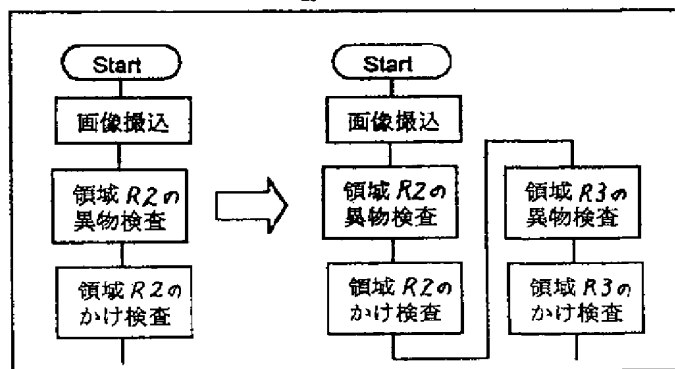 Start
画像撮込
領域R2の
異物検査
領域R2の
かけ検査
Start
画像撮込
領域R2の
異物検査
領域R2の
かけ検査
領域R3の
異物検査
領域R3の
かけ検査